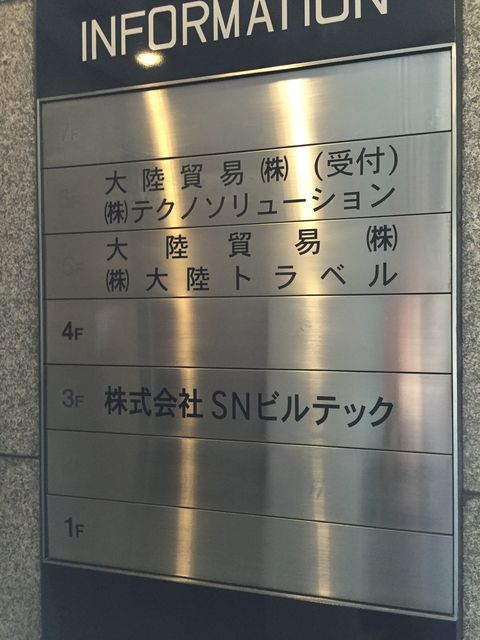 INFORMATION
7F
大陸貿易㈱(受付)
㈱テクノソリューション
5F 大陸貿易㈱
㈱大陸トラベル
4F
3F 株式会社SNビルテック
1F